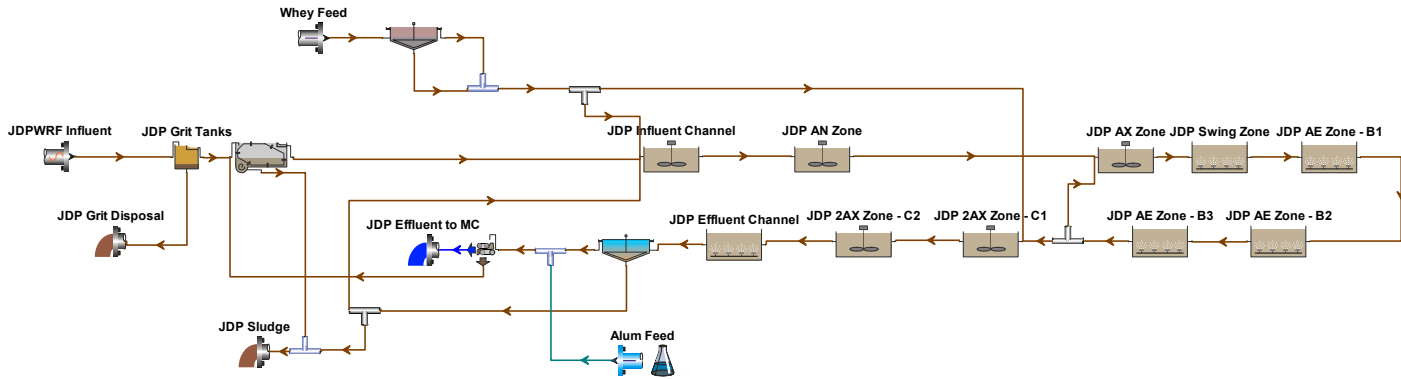 Whey Feed
JDPWRF Influent
JDP Grit Tanks
JDP Influent Channel
JDP AN Zone
JDP AX Zone
JDP Swing Zone
JDP AE Zone - B1
JDP Grit Disposal
JDP Effluent to MC
JDP Effluent Channel
JDP 2AX Zone - C2
JDP 2AX Zone - C1
JDP AE Zone - B3
JDP AE Zone - B2
JDP Sludge
Alum Feed